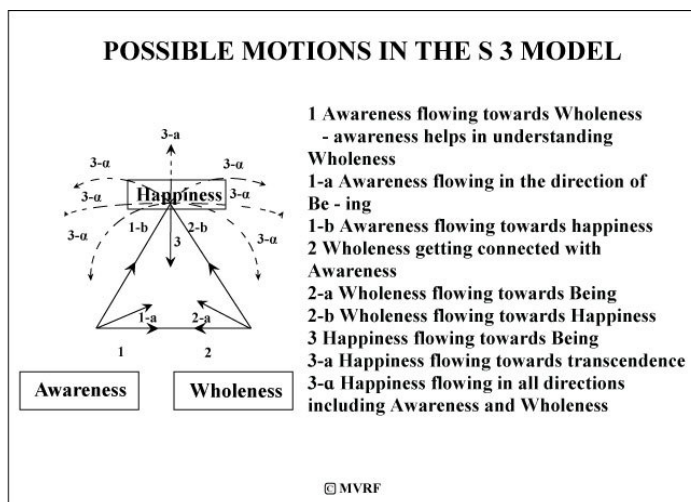 POSSIBLE MOTIONS IN THE S 3 MODEL
3-a
3-α
3-α
Happiness
3-α
3-α
3-α
3-α
1-b
2-b
3
1-a
2-a
1
2
Awareness
Wholeness
1 Awareness flowing towards Wholeness
- awareness helps in understanding
Wholeness
1-a Awareness flowing in the direction of
Be - ing
1-b Awareness flowing towards happiness
2 Wholeness getting connected with
Awareness
2-a Wholeness flowing towards Being
2-b Wholeness flowing towards Happiness
3 Happiness flowing towards Being
3-a Happiness flowing towards transcendence
3-α Happiness flowing in all directions
including Awareness and Wholeness
© MVRF